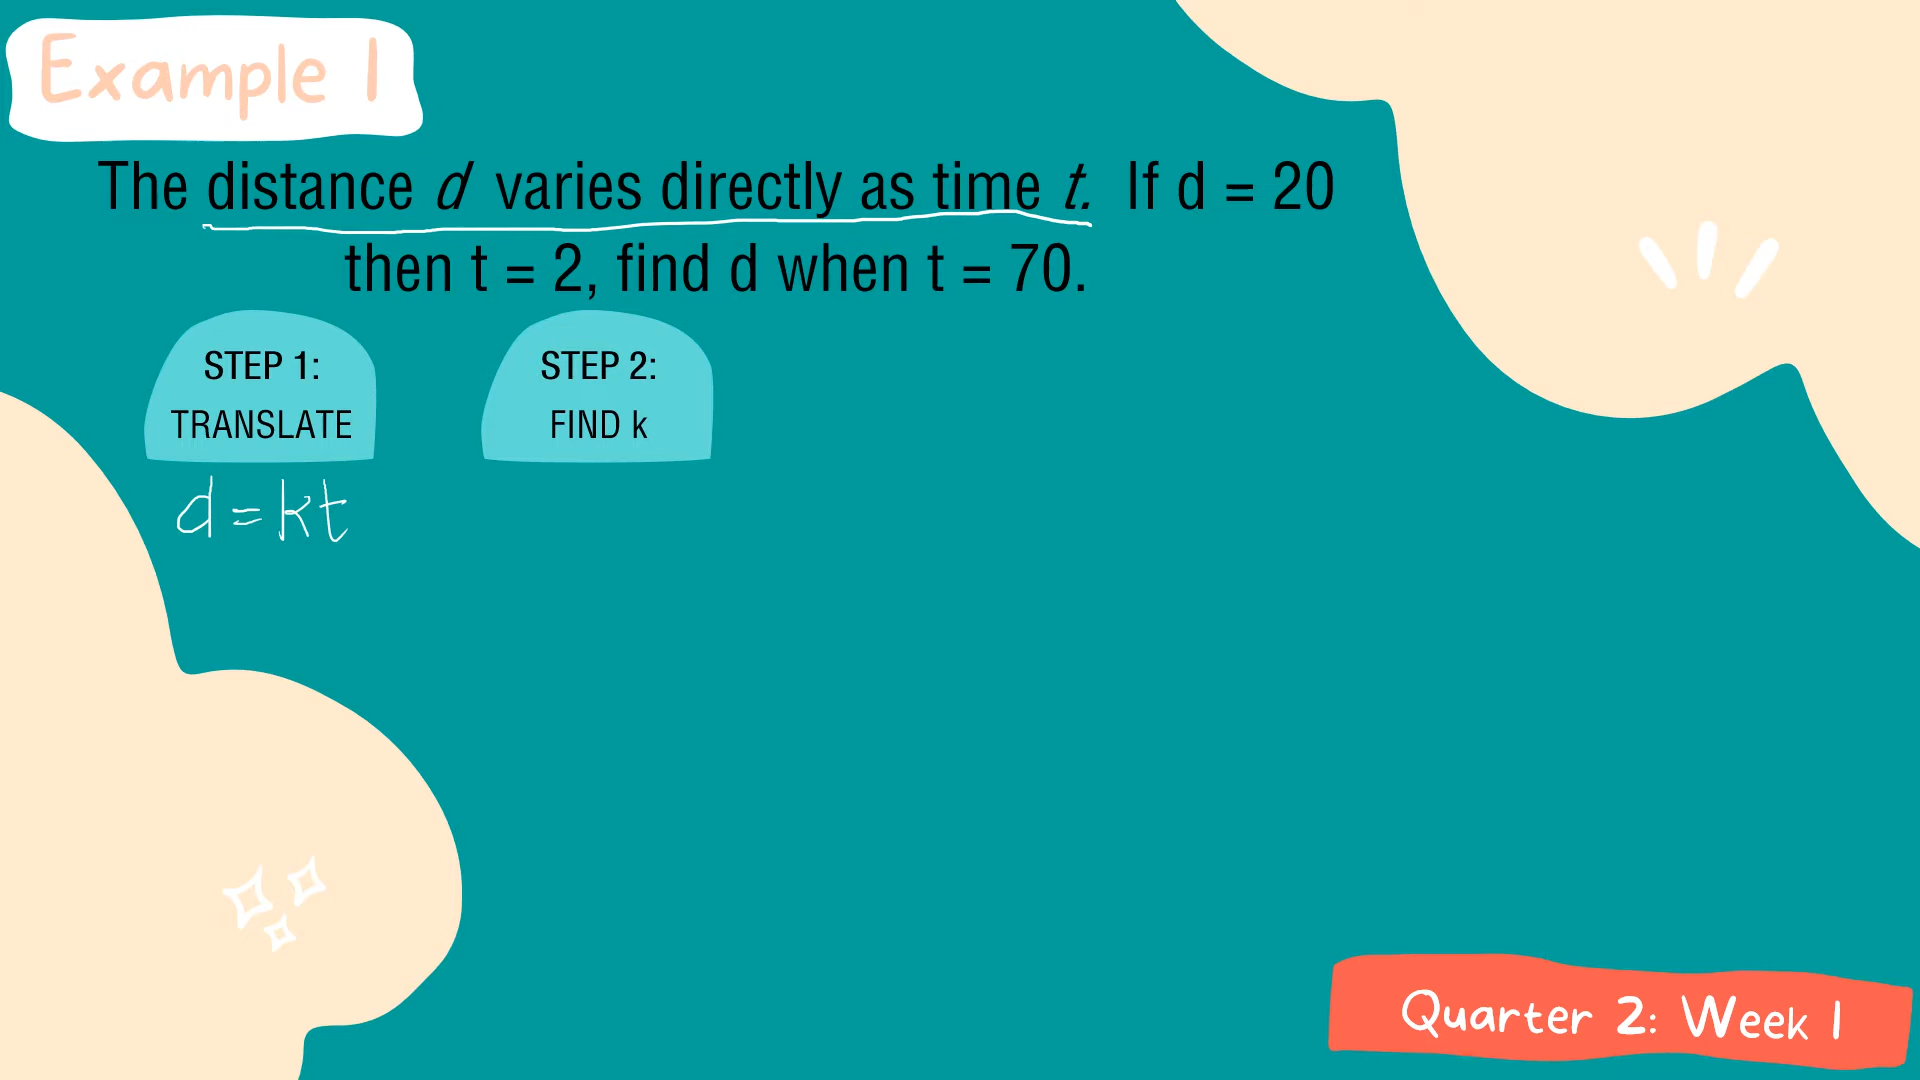 Example 1
The distance d varies directly as time t. If d = 20
then t = 2, find d when t = 70.
STEP 1:
TRANSLATE
d = kt
STEP 2:
FIND k
Quarter 2: Week 1